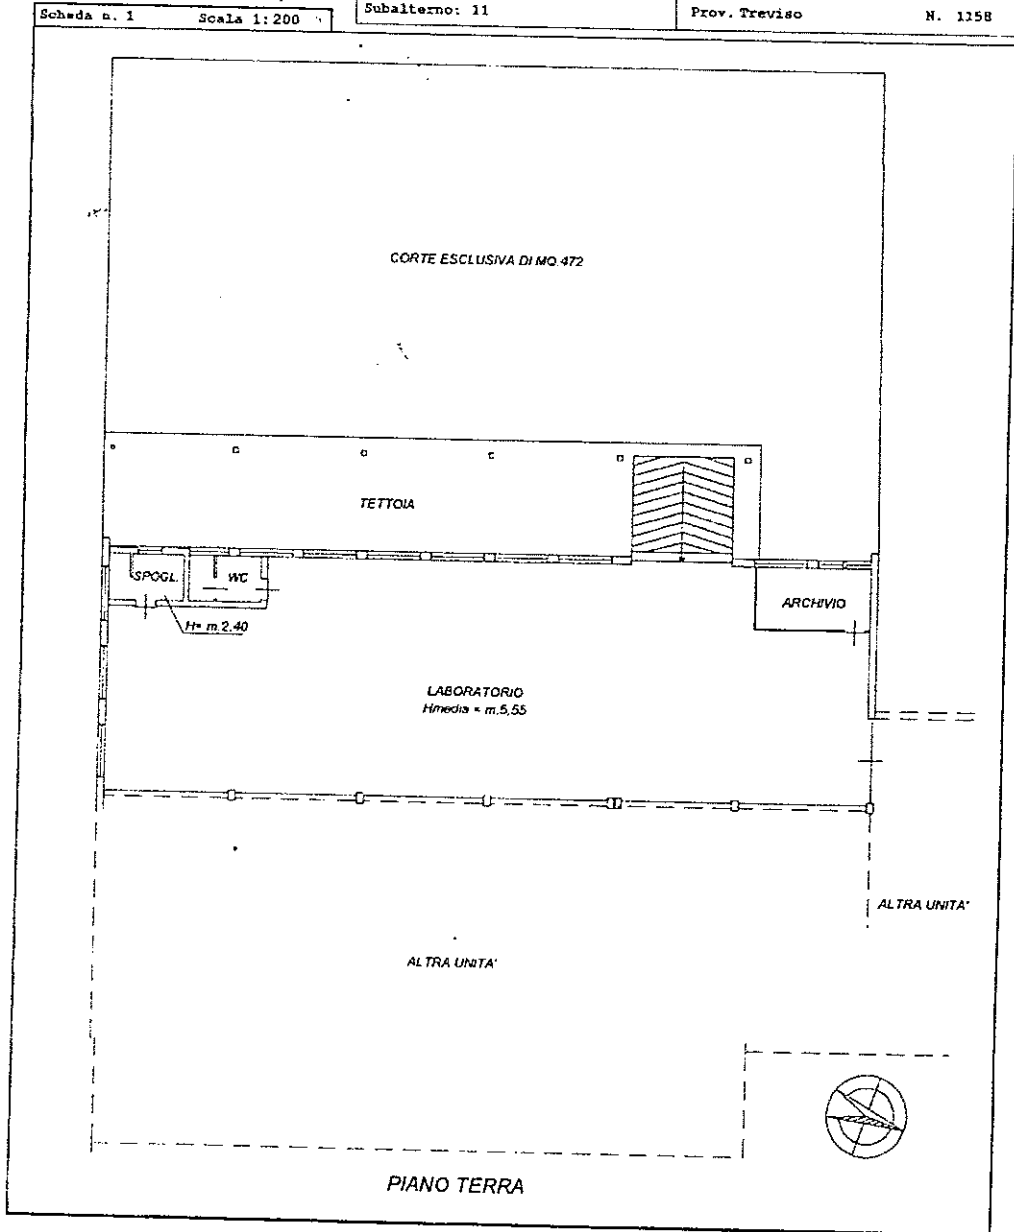 Scheda n. 1
Scala 1:200
Subalterno: 11
Prov. Treviso
N. 1158
CORTE ESCLUSIVA DI MQ.472
TETTOIA
SPOGL.
WC
ARCHIVIO
H= m.2,40
LABORATORIO
Hmedia = m.5,55
ALTRA UNITA'
ALTRA UNITA'
PIANO TERRA